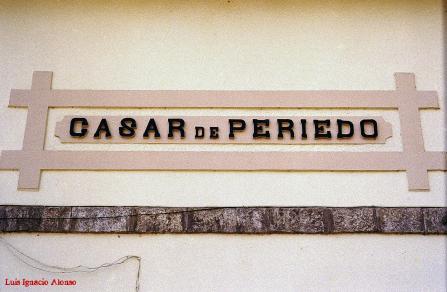 CASAR DE PERIEDO
Luis Ignacio Alonso